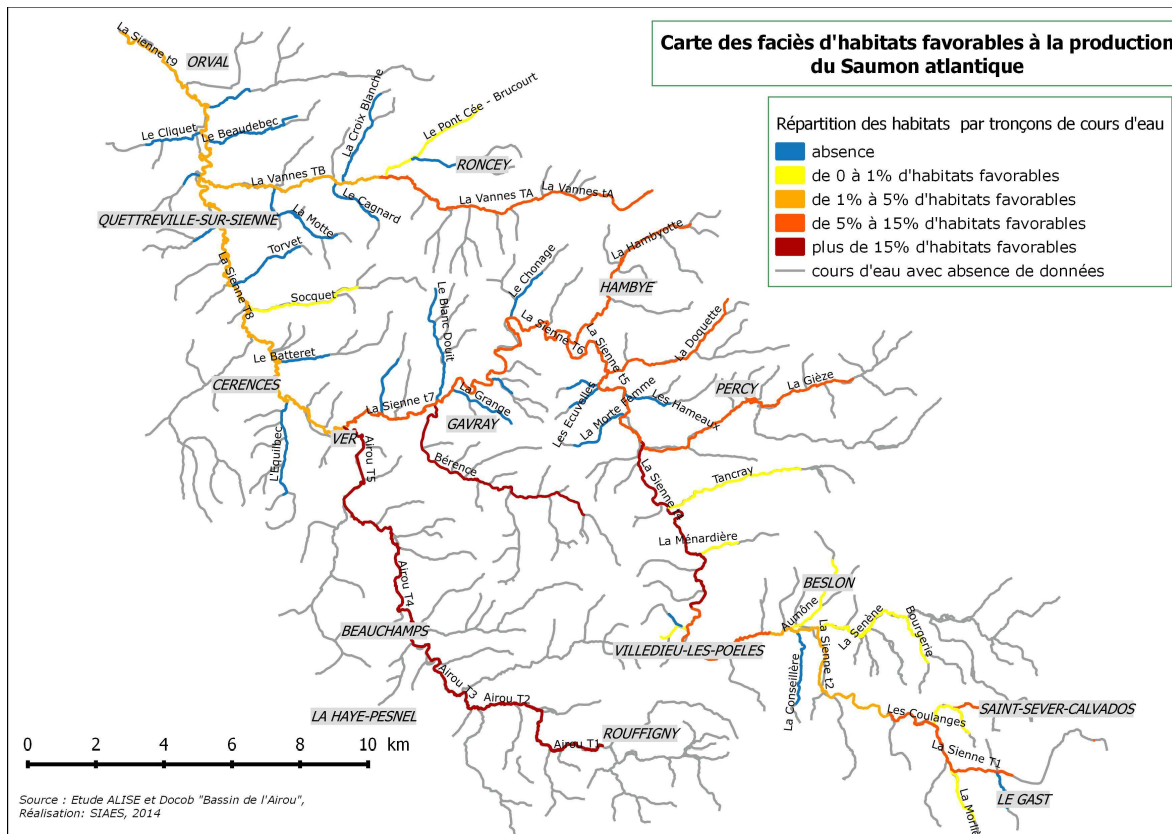 Carte des faciès d'habitats favorables à la production
du Saumon atlantique
Répartition des habitats par tronçons de cours d'eau
absence
de 0 à 1% d'habitats favorables
de 1% à 5% d'habitats favorables
de 5% à 15% d'habitats favorables
plus de 15% d'habitats favorables
cours d'eau avec absence de données
La Sienne t9
ORVAL
Le Cliquet
Le Beaudebec
La Croix Blanche
Le Pont Cée - Brucourt
RONCEY
La Vannes TB
La Vannes TA
La Vannes tA
Le Cagnard
La Motte
QUETTREVILLE-SUR-SIENNE
Torvet
La Sienne T8
Socquet
Le Blanc Douit
Le Chonage
La Hambyotte
HAMBYE
La Sienne T6
La Sienne t5
La Doquette
Le Batteret
CERENCES
La Sienne t7
La Grange
GAVRAY
Les Ecuvelles
La Morte Femme
Les Hameaux
PERCY
La Gièze
VER
L'Equilbec
Airou T5
Bérence
La Sienne t4
Tancray
La Ménardière
Airou T4
BEAUCHAMPS
VILLEDIEU-LES-POELES
BESLON
Aumône
La Senène
Bourgerie
La Sienne t2
La Conseillère
Airou T3
Airou T2
LA HAYE-PESNEL
ROUFFIGNY
Airou T1
Les Coulanges
SAINT-SEVER-CALVADOS
La Sienne T1
LE GAST
0 2 4 6 8 10 km
Source : Etude ALISE et Docob "Bassin de l'Airou",
Réalisation: SIAES, 2014